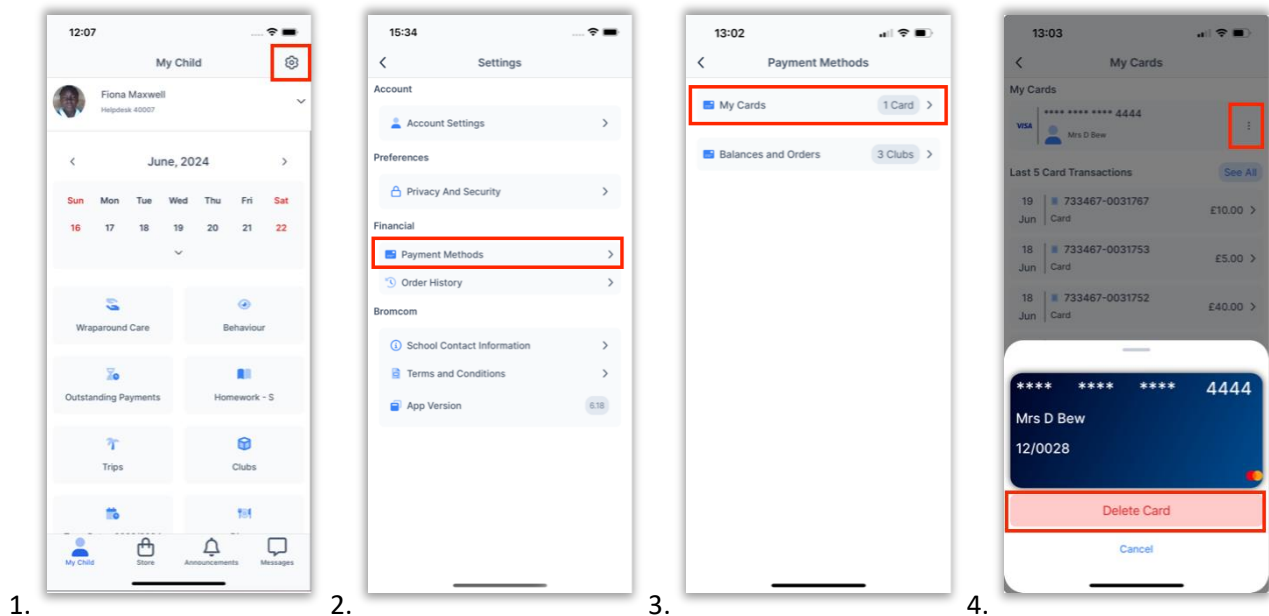 12:07
My Child
Fiona Maxwell
Helpdesk 40007
June, 2024
Sun Mon Tue Wed Thu Fri Sat
16 17 18 19 20 21 22
Wraparound Care
Behaviour
Outstanding Payments
Homework - S
Trips
Clubs
My Child
Store
Announcements
Messages
1.
15:34
Settings
Account
Account Settings
Preferences
Privacy And Security
Financial
Payment Methods
Order History
Bromcom
School Contact Information
Terms and Conditions
App Version 6.18
2.
13:02
Payment Methods
My Cards 1 Card
Balances and Orders 3 Clubs
3.
13:03
My Cards
My Cards
VISA
**** **** **** 4444
Mrs D Bew
Last 5 Card Transactions See All
19 733467-0031767 £10.00
Jun Card
18 733467-0031753 £5.00
Jun Card
18 733467-0031752 £40.00
Jun Card
**** **** **** 4444
Mrs D Bew
12/0028
Delete Card
Cancel
4.